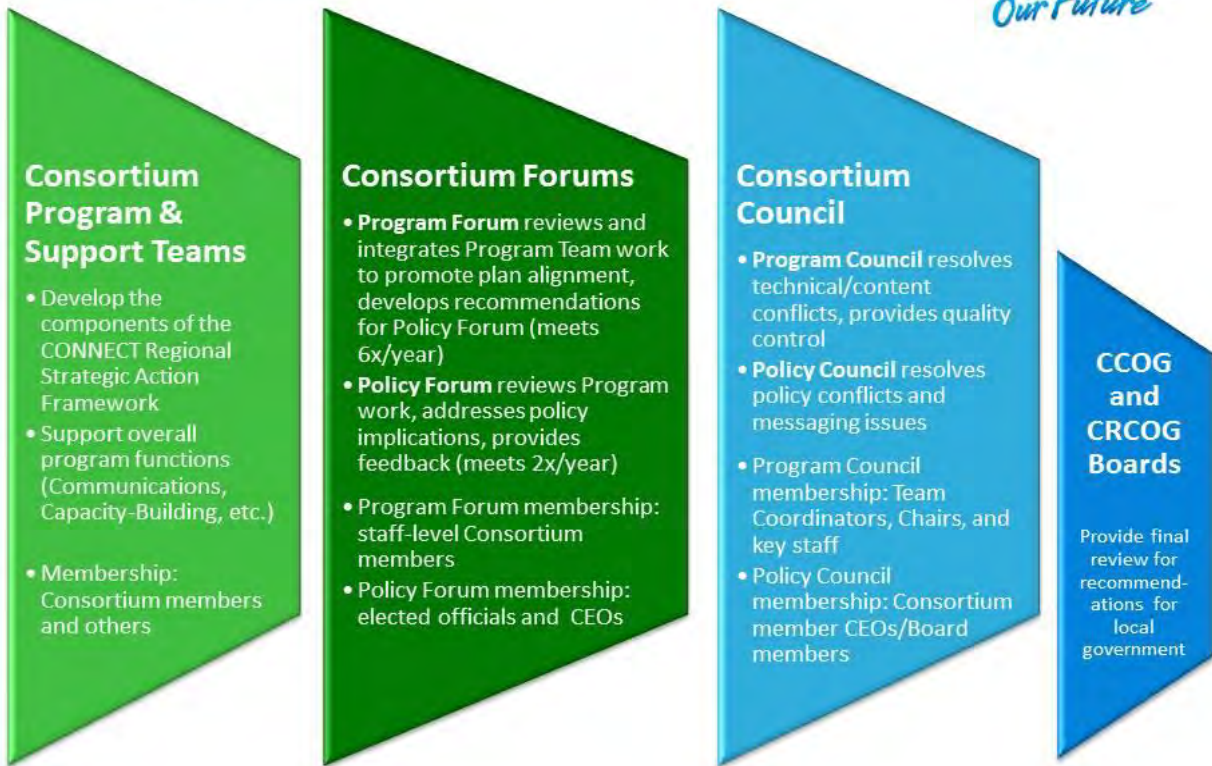 Our Future
Consortium
Program &
Support Teams
• Develop the
components of the
CONNECT Regional
Strategic Action
Framework
• Support overall
program functions
(Communications,
Capacity-Building, etc.)
• Membership:
Consortium members
and others
Consortium Forums
• Program Forum reviews and
integrates Program Team work
to promote plan alignment,
develops recommendations
for Policy Forum (meets
6x/year)
• Policy Forum reviews Program
work, addresses policy
implications, provides
feedback (meets 2x/year)
• Program Forum membership:
staff-level Consortium
members
• Policy Forum membership:
elected officials and CEOs
Consortium
Council
• Program Council resolves
technical/content
conflicts, provides quality
control
• Policy Council resolves
policy conflicts and
messaging issues
• Program Council
membership: Team
Coordinators, Chairs, and
key staff
• Policy Council
membership: Consortium
member CEOs/Board
members
CCOG
and
CRCOG
Boards
Provide final
review for
recommend-
ations for
local
government